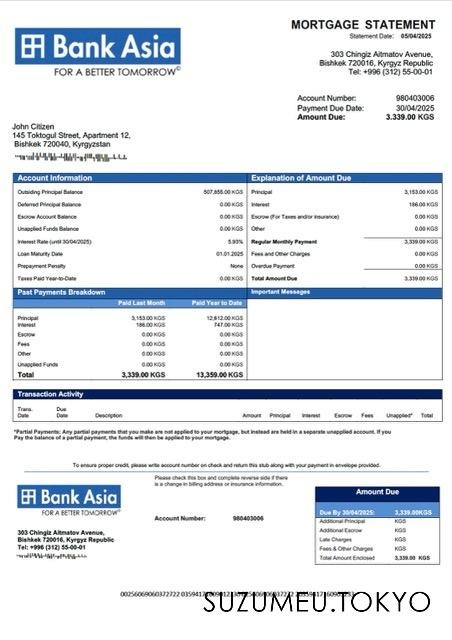 MORTGAGE STATEMENT
Statement Date: 05/04/2025
Bank Asia
FOR A BETTER TOMORROW©
303 Chingiz Aitmatov Avenue,
Bishkek 720016, Kyrgyz Republic
Tel: +996 (312) 55-00-01
Account Number: 980403006
Payment Due Date: 30/04/2025
Amount Due: 3.339.00 KGS
John Citizen
145 Toktogul Street, Apartment 12,
Bishkek 720040, Kyrgyzstan
Account Information
Outsiding Principal Balance 507,855.00 KGS
Deferred Principal Balance 0.00 KGS
Escrow Account Balance 0.00 KGS
Unapplied Funds Balance 0.00 KGS
Interest Rate (until 30/04/2025) 5.93%
Loan Maturity Date 01.01.2025
Prepayment Penalty None
Taxes Paid Year-to-Date 0.00 KGS
Explanation of Amount Due
Principal 3,153.00 KGS
Interest 186.00 KGS
Escrow (For Taxes and/or insurance) 0.00 KGS
Other 0.00 KGS
Regular Monthly Payment 3,339.00 KGS
Fees and Other Charges 0.00 KGS
Overdue Payment 0.00 KGS
Total Amount Due 3,339.00 KGS
Past Payments Breakdown
Paid Last Month Paid Year to Date
Principal 3,153.00 KGS 12,612.00 KGS
Interest 186.00 KGS 747.00 KGS
Escrow 0.00 KGS 0.00 KGS
Fees 0.00 KGS 0.00 KGS
Other 0.00 KGS 0.00 KGS
Unapplied Funds 0.00 KGS 0.00 KGS
Total 3,339.00 KGS 13,359.00 KGS
Important Messages
Transaction Activity
Trans. Date Due Date Description Amount Principal Interest Escrow Fees Unapplied* Total
*Partial Payments: Any partial payments that you make are not applied to your mortgage, but instead are held in a separate unapplied account. If you
Pay the balance of a partial payment, the funds will then be applied to your mortgage.
To ensure proper credit, please write account number on check and return this stub along with your payment in envelope provided.
Bank Asia
FOR A BETTER TOMORROW©
303 Chingiz Aitmatov Avenue,
Bishkek 720016, Kyrgyz Republic
Tel: +996 (312) 55-00-01
Please check this box and complete reverse side if there
is a change in billing address or insurance information.
Account Number: 980403006
Amount Due
Due By 30/04/2025: 3,339.00KGS
Additional Principal KGS
Additional Escrow KGS
Late Charges KGS
Fees & Other Charges KGS
Total Amount Enclosed 3,339.00 KGS
SUZUMEU.TOKYO